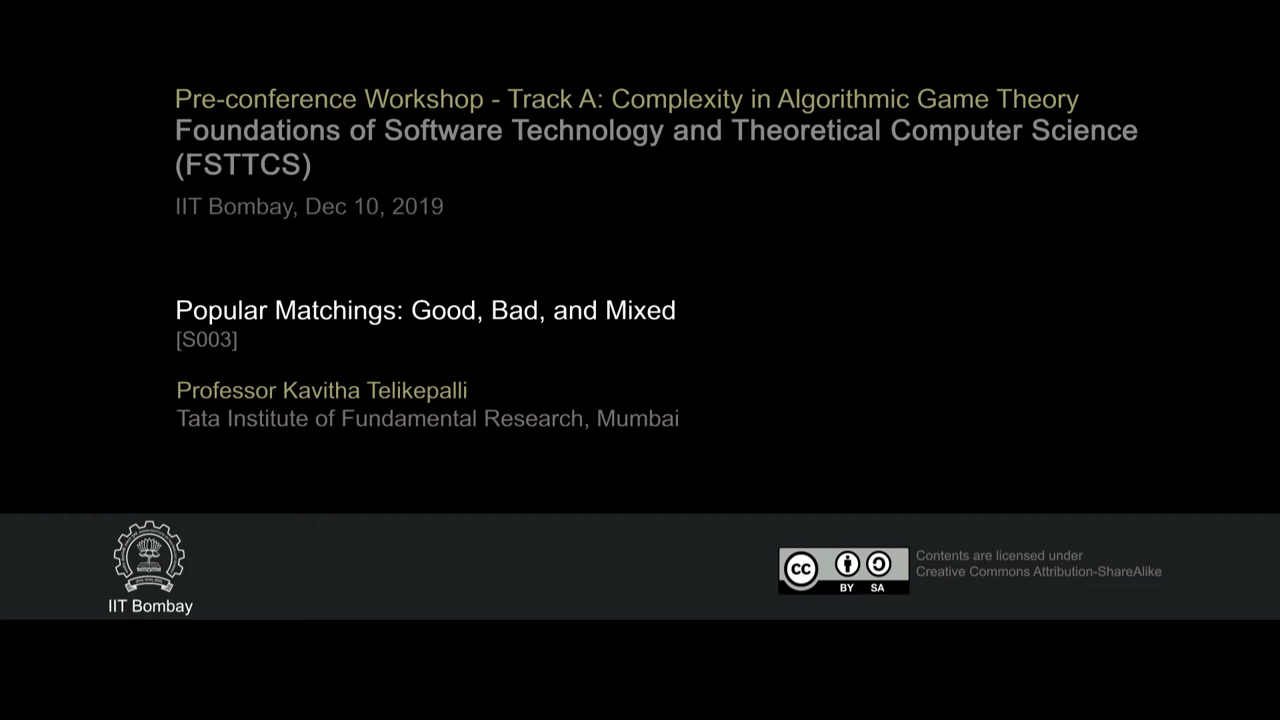 Pre-conference Workshop - Track A: Complexity in Algorithmic Game Theory
Foundations of Software Technology and Theoretical Computer Science
(FSTTCS)
IIT Bombay, Dec 10, 2019
Popular Matchings: Good, Bad, and Mixed
[S003]
Professor Kavitha Telikepalli
Tata Institute of Fundamental Research, Mumbai
IIT Bombay
cc
BY SA
Contents are licensed under
Creative Commons Attribution-ShareAlike